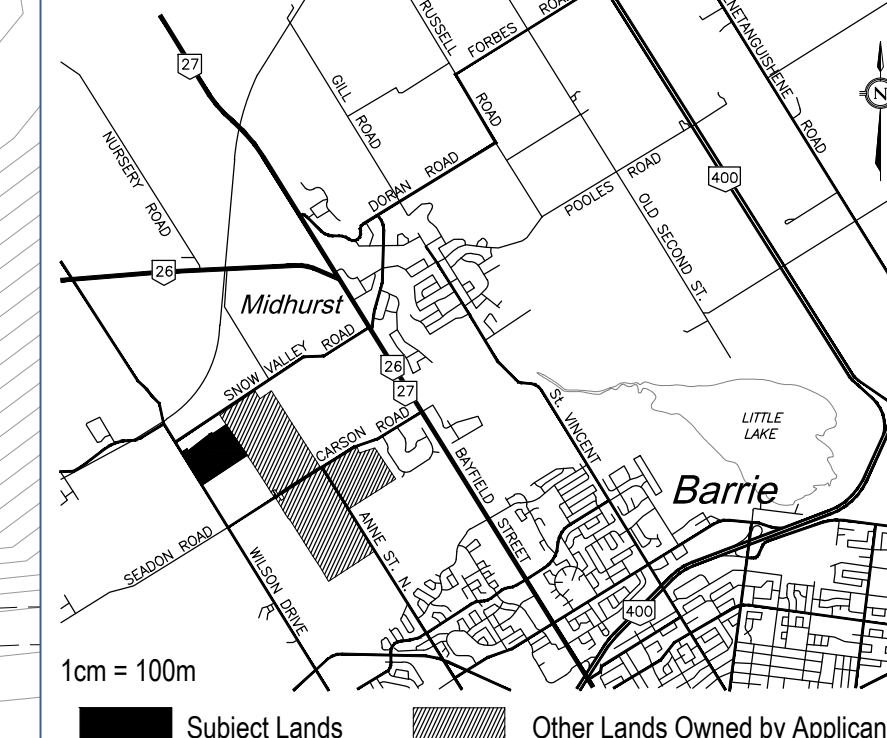 RUSSELL
ROAD
FORBES ROAD
27
GILL
ROAD
NETANGUISHENE
ROAD
N
NURSERY
ROAD
DORAN ROAD
POOLES ROAD
400
OLD SECOND ST.
26
Midhurst
SNOW VALLEY ROAD
26
27
CARSON ROAD
St. VINCENT
LITTLE
LAKE
Barrie
BAYFIELD
STREET
ANNE ST. N.
SEADON ROAD
WILSON DRIVE
400
1cm = 100m
Subject Lands
Other Lands Owned by Applican